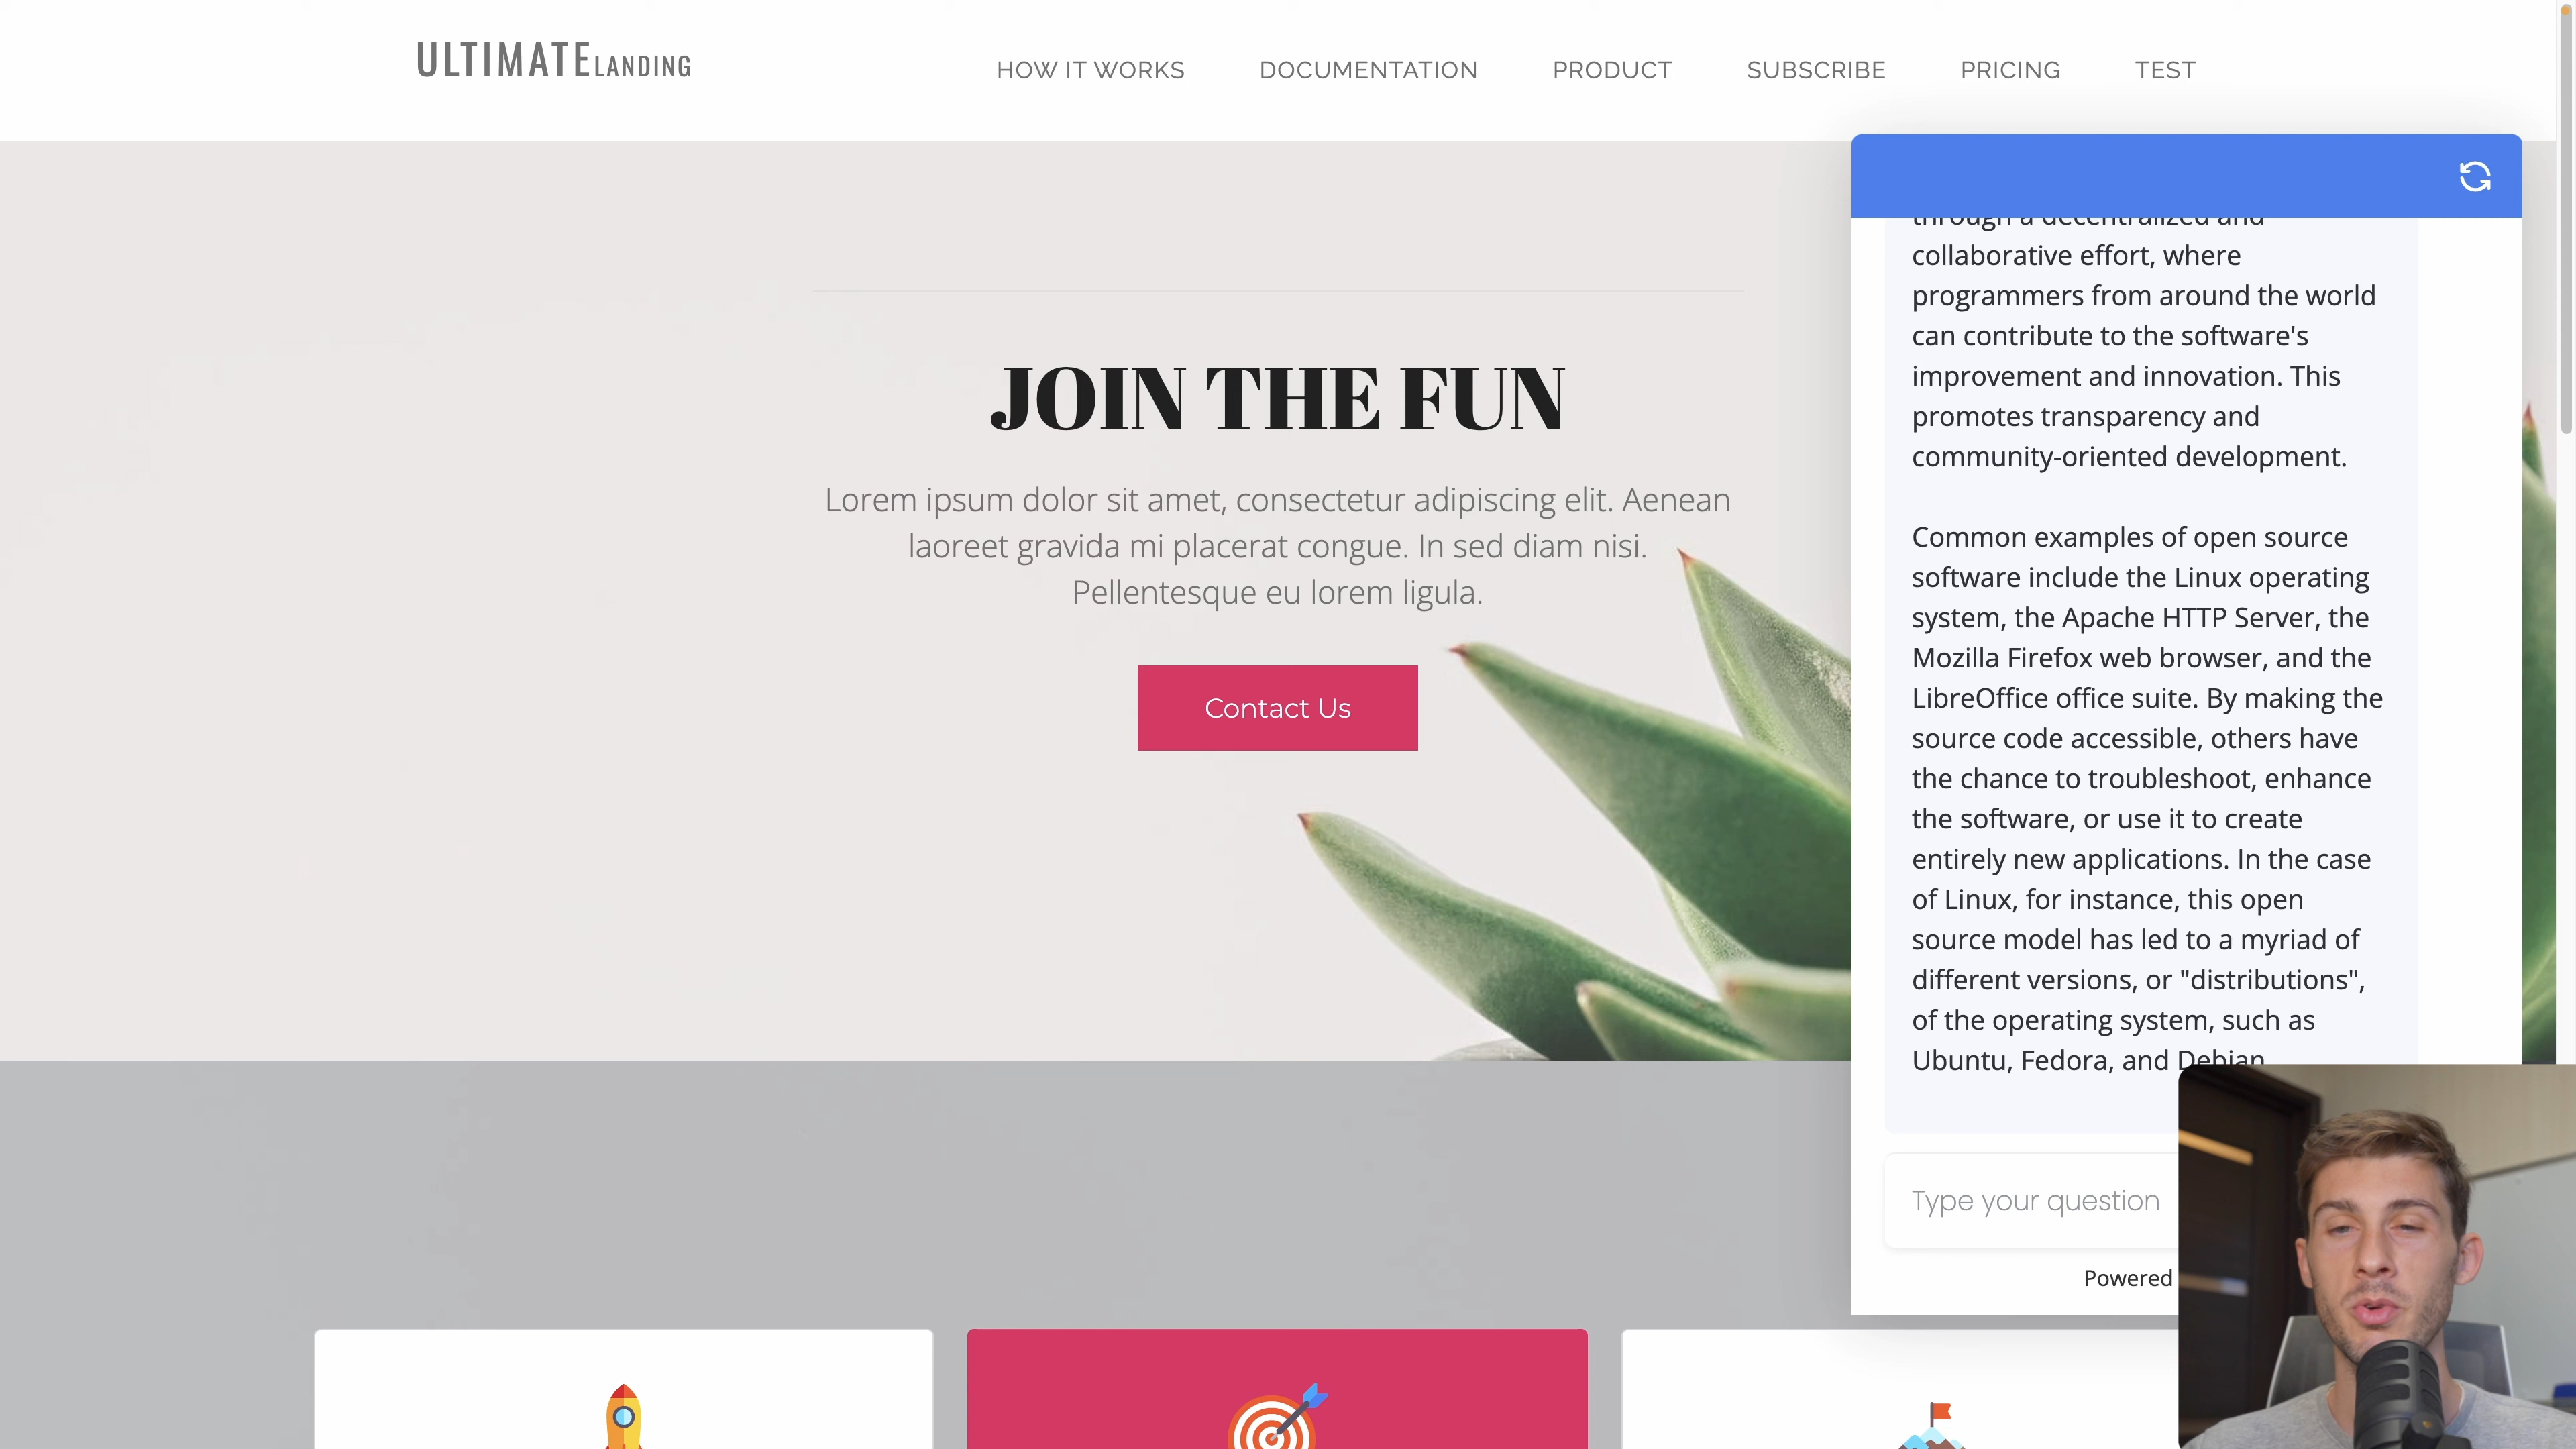 ULTIMATELANDING
HOW IT WORKS
DOCUMENTATION
PRODUCT
SUBSCRIBE
PRICING
TEST
JOIN THE FUN
Lorem ipsum dolor sit amet, consectetur adipiscing elit. Aenean
laoreet gravida mi placerat congue. In sed diam nisi.
Pellentesque eu lorem ligula.
Contact Us
through a decentralized and
collaborative effort, where
programmers from around the world
can contribute to the software's
improvement and innovation. This
promotes transparency and
community-oriented development.
Common examples of open source
software include the Linux operating
system, the Apache HTTP Server, the
Mozilla Firefox web browser, and the
LibreOffice office suite. By making the
source code accessible, others have
the chance to troubleshoot, enhance
the software, or use it to create
entirely new applications. In the case
of Linux, for instance, this open
source model has led to a myriad of
different versions, or "distributions",
of the operating system, such as
Ubuntu, Fedora, and Debian
Type your question
Powered